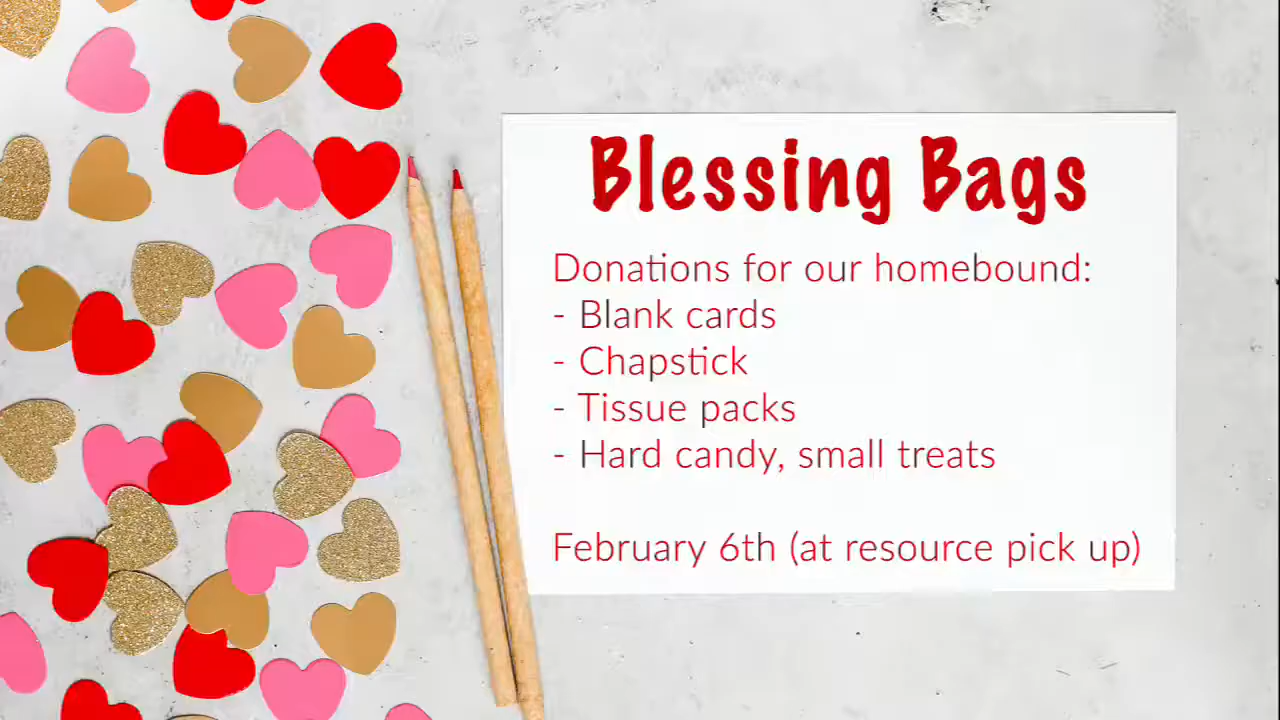 Blessing Bags
Donations for our homebound:
- Blank cards
- Chapstick
- Tissue packs
- Hard candy, small treats
February 6th (at resource pick up)